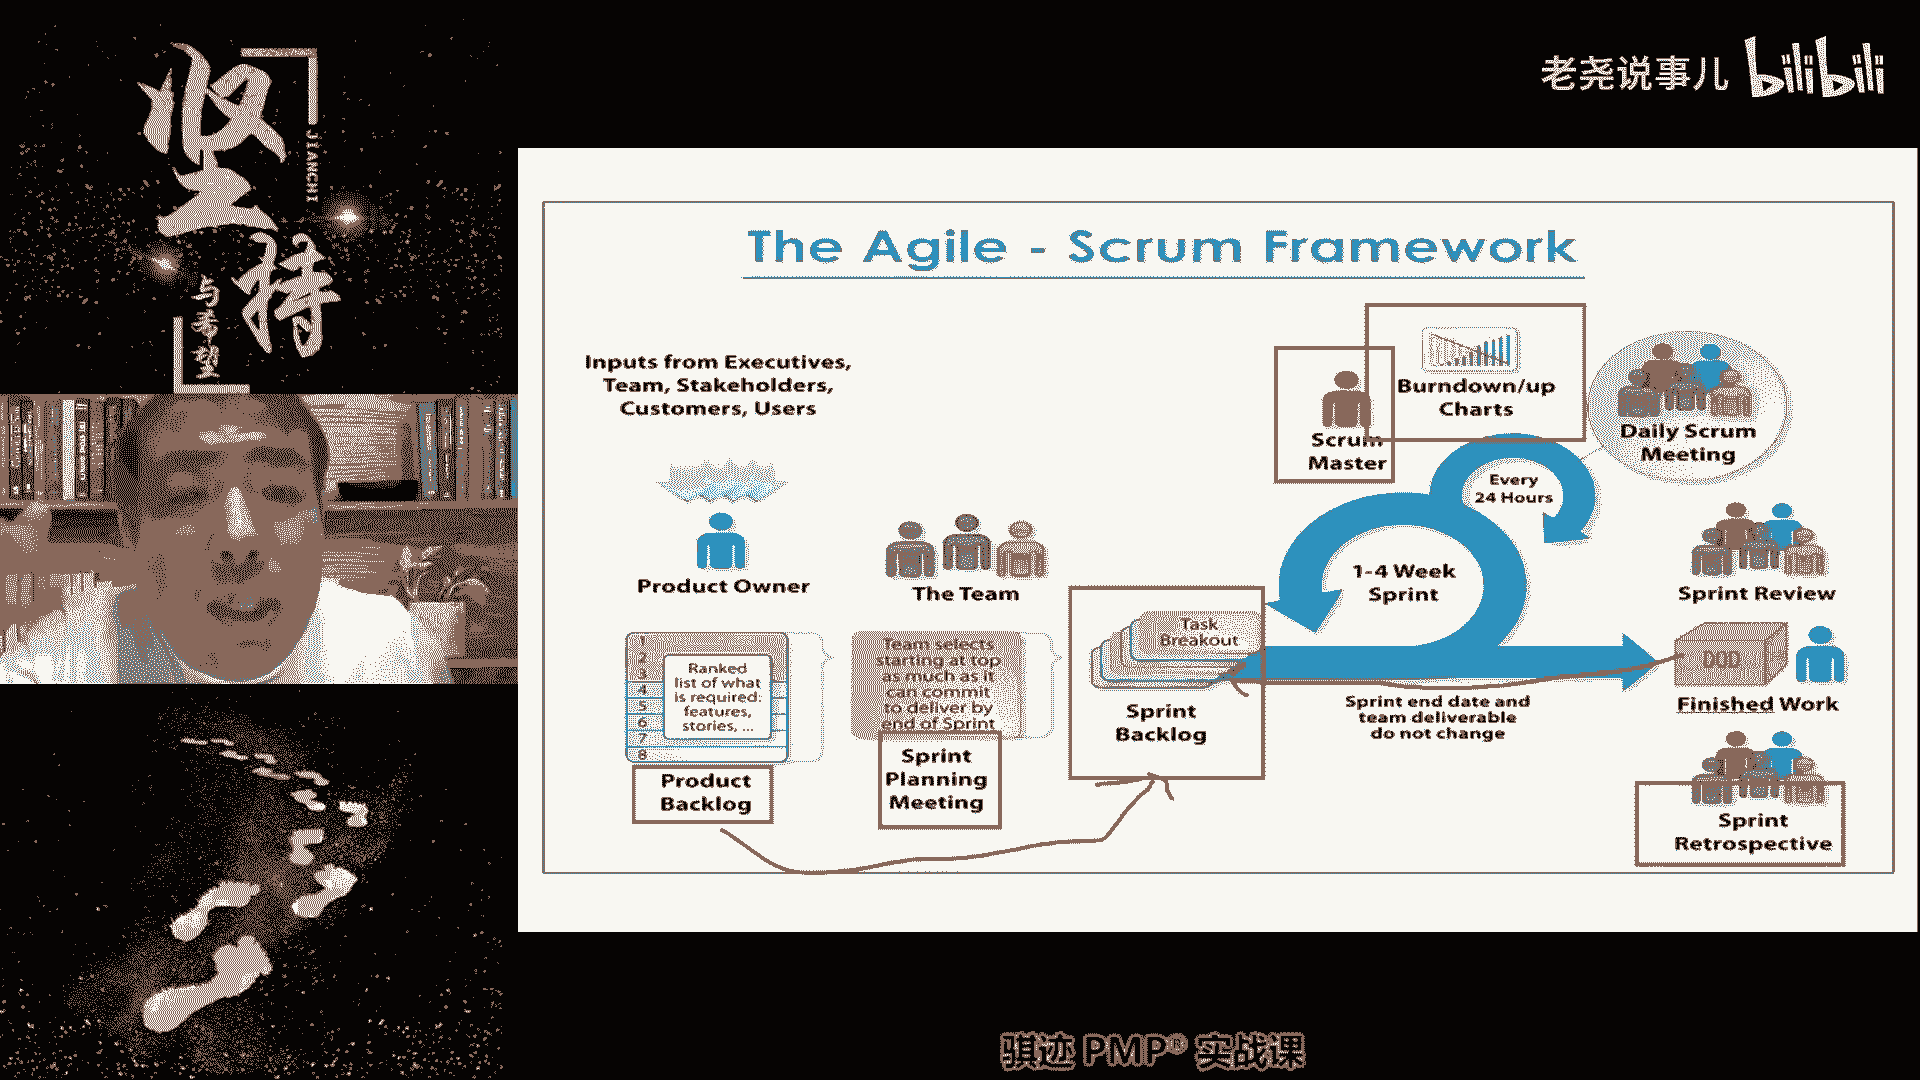 坚持
JIANCHI
与希望
老尧说事儿 bilibili
The Agile - Scrum Framework
Inputs from Executives,
Team, Stakeholders,
Customers, Users
Product Owner
The Team
1
2
3
4
5
6
7
8
Ranked
list of what
is required:
features,
stories, ...
Product
Backlog
Team selects
starting at top
as much as it
can commit
to deliver by
end of Sprint
Sprint
Planning
Meeting
Task
Breakout
Sprint
Backlog
Scrum
Master
Burndown/up
Charts
Every
24 Hours
1-4 Week
Sprint
Sprint end date and
team deliverable
do not change
Daily Scrum
Meeting
Sprint Review
DOD
Finished Work
Sprint
Retrospective
骐迹 PMP® 实战课